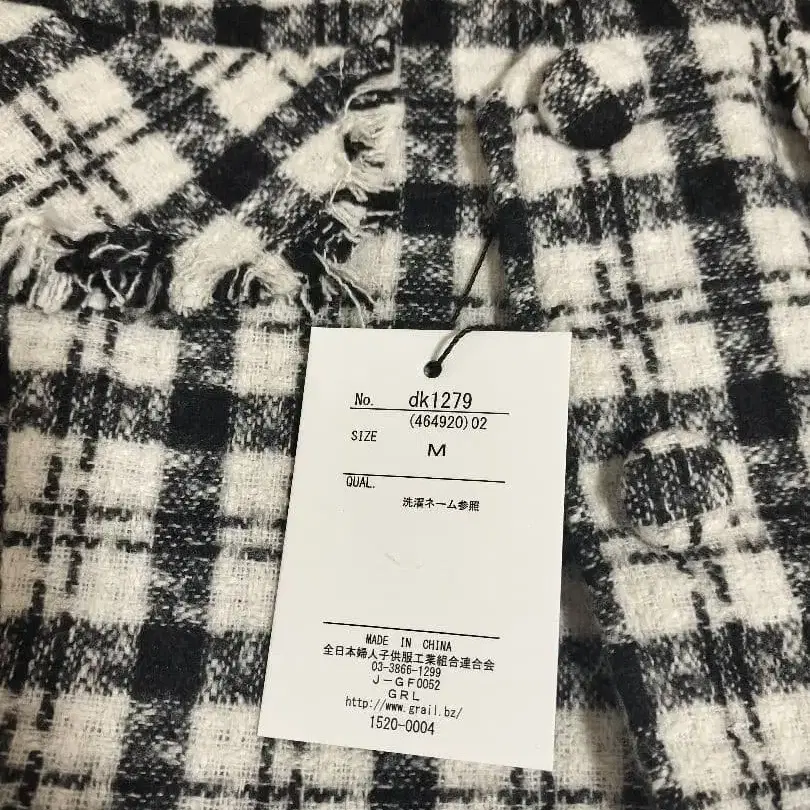 No. dk1279
(464920)02
SIZE
M
QUAL.
洗濯ネーム参照
MADE IN CHINA
全日本婦人子供服工業組合連合会
03-3866-1299
J-GF0052
GRL
http://www.grail.bz/
1520-0004